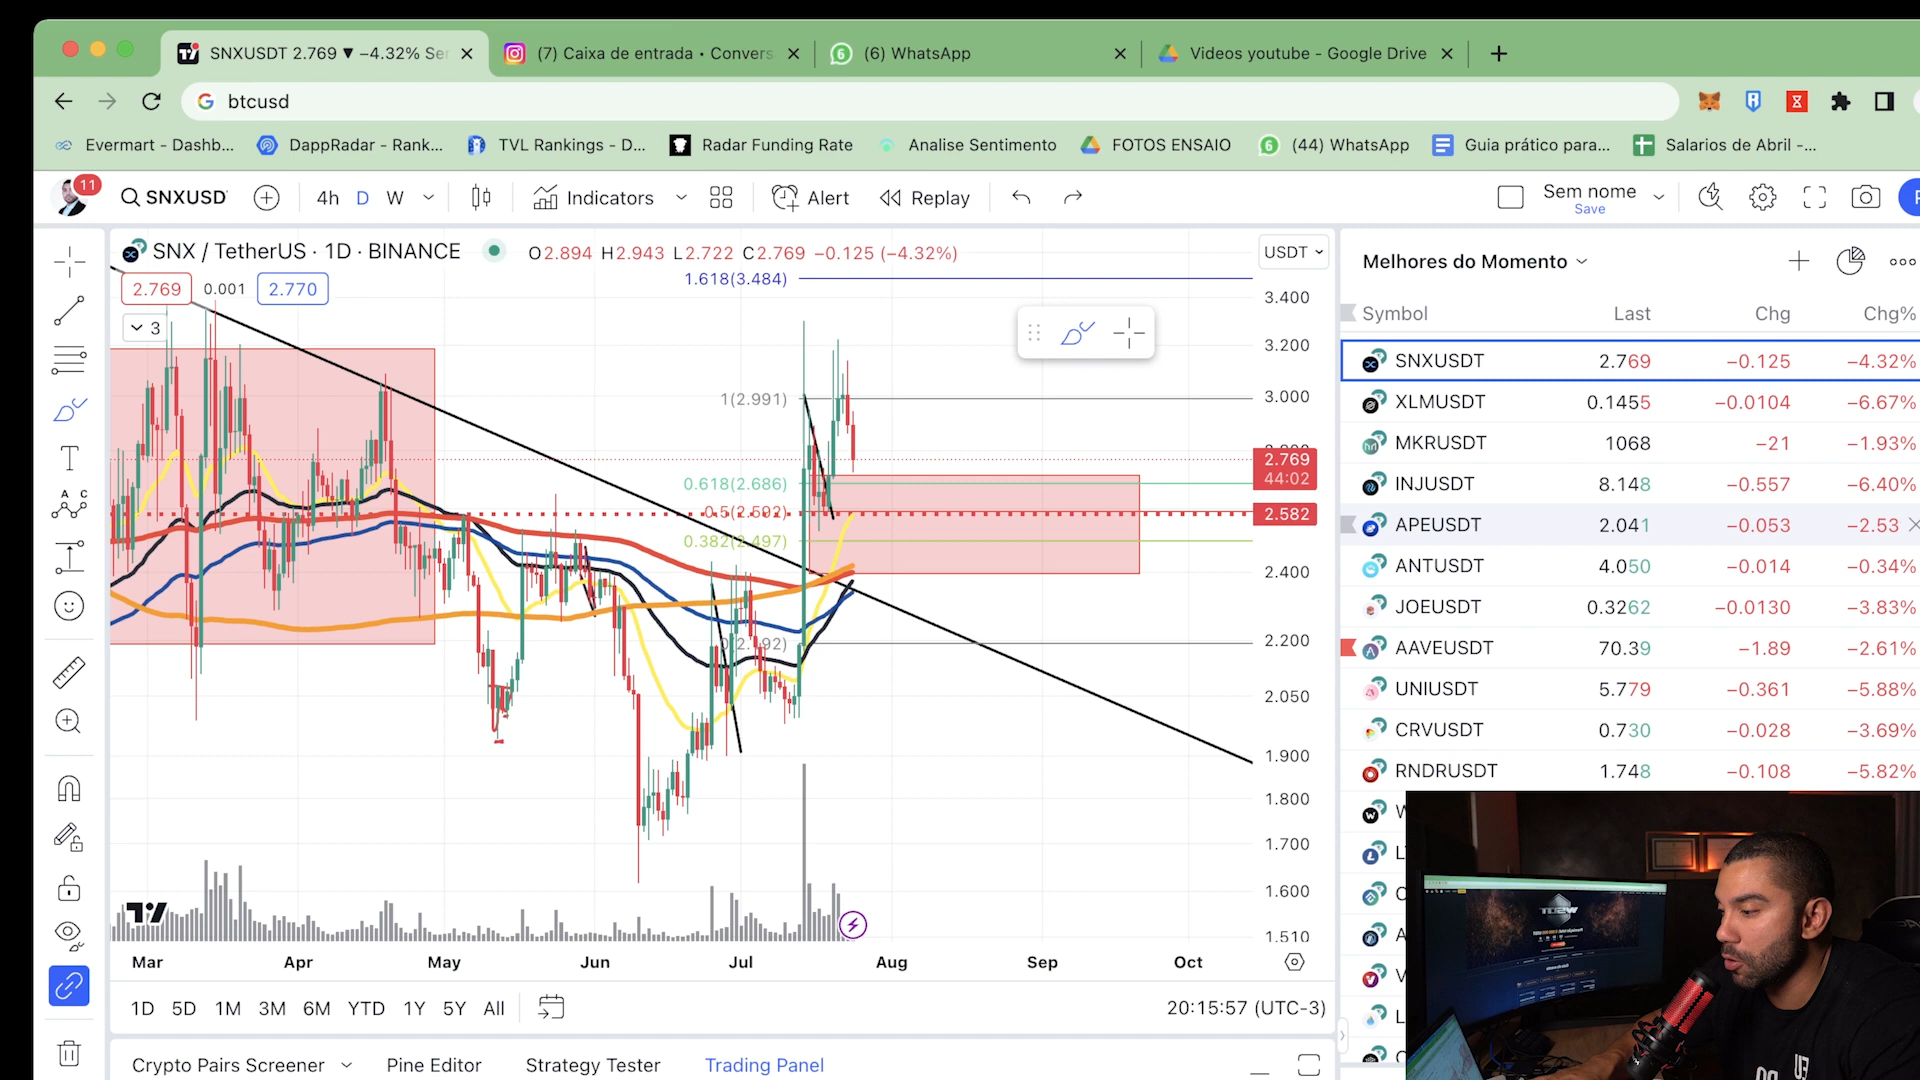 SNXUSDT 2.769 ▼ −4.32% Se
(7) Caixa de entrada • Convers
(6) WhatsApp
Videos youtube - Google Drive
btcusd
Evermart - Dashb...
DappRadar - Rank...
TVL Rankings - D...
Radar Funding Rate
Analise Sentimento
FOTOS ENSAIO
(44) WhatsApp
Guia prático para...
Salarios de Abril -...
11
SNXUSD
4h D W
Indicators
Alert
Replay
Sem nome
Save
SNX / TetherUS · 1D · BINANCE
O2.894 H2.943 L2.722 C2.769 −0.125 (−4.32%)
USDT
2.769 0.001 2.770
3
1.618(3.484)
1(2.991)
0.618(2.686)
0.5(2.592)
0.382(2.497)
3.400
3.200
3.000
2.769
44:02
2.582
2.400
2.200
2.050
1.900
1.800
1.700
1.600
1.510
Mar Apr May Jun Jul Aug Sep Oct
1D 5D 1M 3M 6M YTD 1Y 5Y All
20:15:57 (UTC-3)
Crypto Pairs Screener Pine Editor Strategy Tester Trading Panel
Melhores do Momento
Symbol Last Chg Chg%
SNXUSDT 2.769 −0.125 −4.32%
XLMUSDT 0.1455 −0.0104 −6.67%
MKRUSDT 1068 −21 −1.93%
INJUSDT 8.148 −0.557 −6.40%
APEUSDT 2.041 −0.053 −2.53
ANTUSDT 4.050 −0.014 −0.34%
JOEUSDT 0.3262 −0.0130 −3.83%
AAVEUSDT 70.39 −1.89 −2.61%
UNIUSDT 5.779 −0.361 −5.88%
CRVUSDT 0.730 −0.028 −3.69%
RNDRUSDT 1.748 −0.108 −5.82%